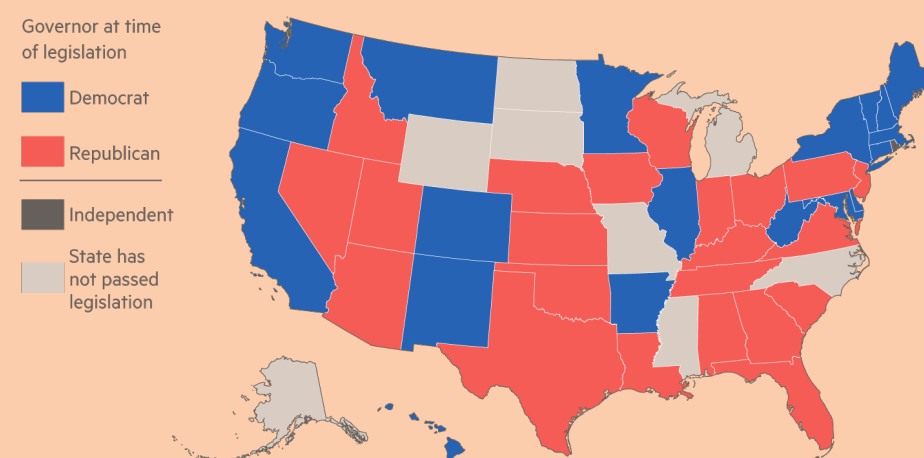 Governor at time
of legislation
Democrat
Republican
Independent
State has
not passed
legislation